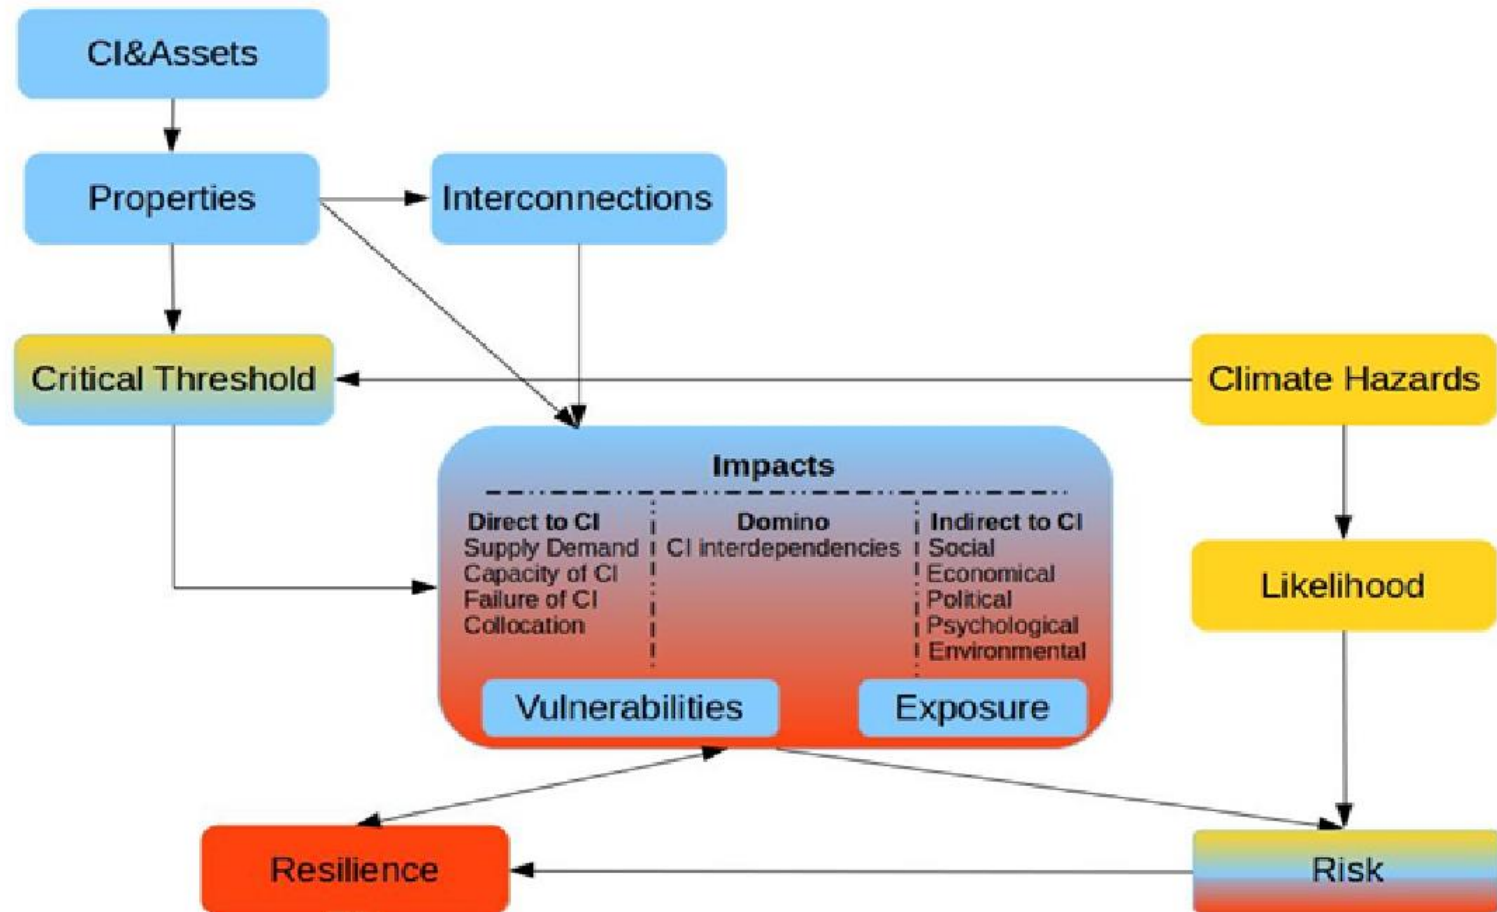 CI&Assets
Properties
Interconnections
Critical Threshold
Climate Hazards
Impacts
Direct to CI
Supply Demand
Capacity of CI
Failure of CI
Collocation
Domino
CI interdependencies
Indirect to CI
Social
Economical
Political
Psychological
Environmental
Likelihood
Vulnerabilities
Exposure
Resilience
Risk